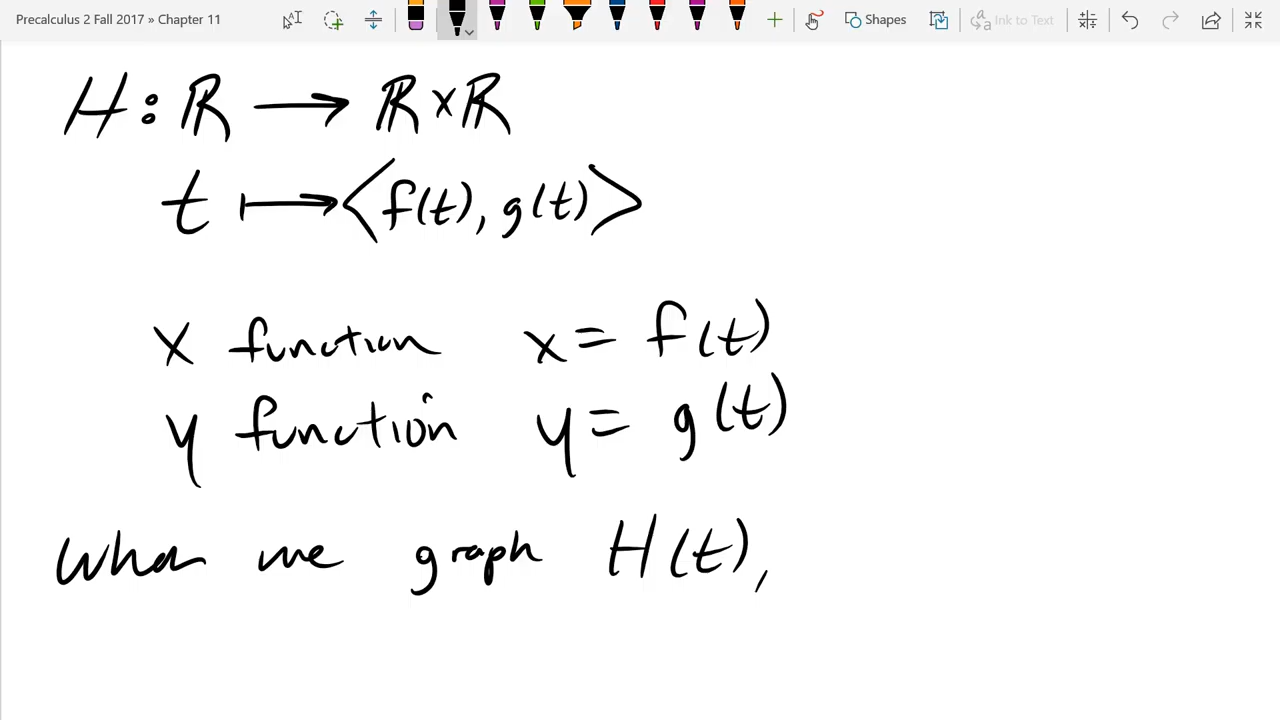 Precalculus 2 Fall 2017 » Chapter 11 Shapes Ink to Text
H : ℝ ⟶ ℝ×ℝ
t ⟼ <f(t), g(t)>
x function x = f(t)
y function y = g(t)
When we graph H(t),